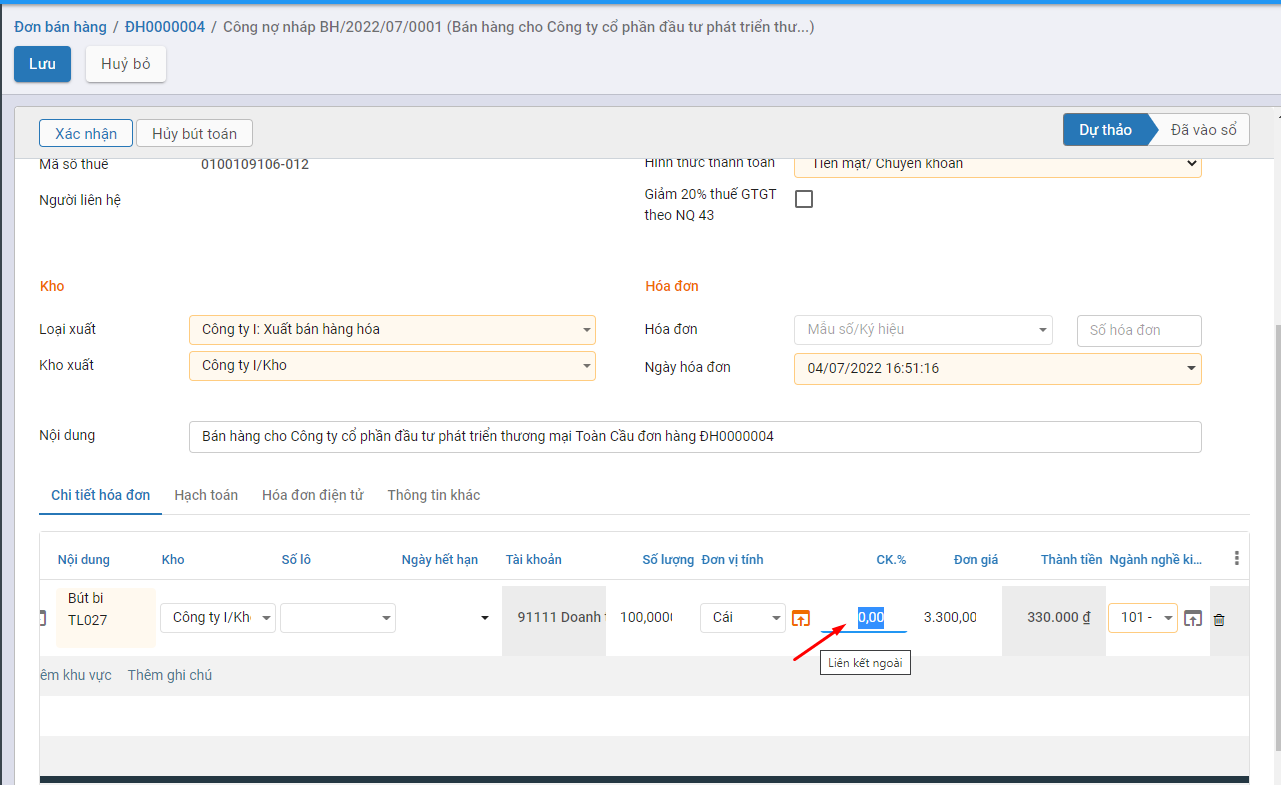 Đơn bán hàng / ĐH0000004 / Công nợ nháp BH/2022/07/0001 (Bán hàng cho Công ty cổ phần đầu tư phát triển thư...)
Lưu Huỷ bỏ
Xác nhận Hủy bút toán Dự thảo Đã vào sổ
Mã số thuế 0100109106-012 Hình thức thanh toán Tiền mặt/ Chuyển khoản
Người liên hệ Giảm 20% thuế GTGT
theo NQ 43
Kho Hóa đơn
Loại xuất Công ty I: Xuất bán hàng hóa Hóa đơn Mẫu số/Ký hiệu Số hóa đơn
Kho xuất Công ty I/Kho Ngày hóa đơn 04/07/2022 16:51:16
Nội dung Bán hàng cho Công ty cổ phần đầu tư phát triển thương mại Toàn Cầu đơn hàng ĐH0000004
Chi tiết hóa đơn Hạch toán Hóa đơn điện tử Thông tin khác
Nội dung Kho Số lô Ngày hết hạn Tài khoản Số lượng Đơn vị tính CK.% Đơn giá Thành tiền Ngành nghề ki...
Bút bi
TL027 Công ty I/Kh 91111 Doanh t 100,0000 Cái 0,00 3.300,00 330.000 ₫ 101 -
Liên kết ngoài
êm khu vực Thêm ghi chú